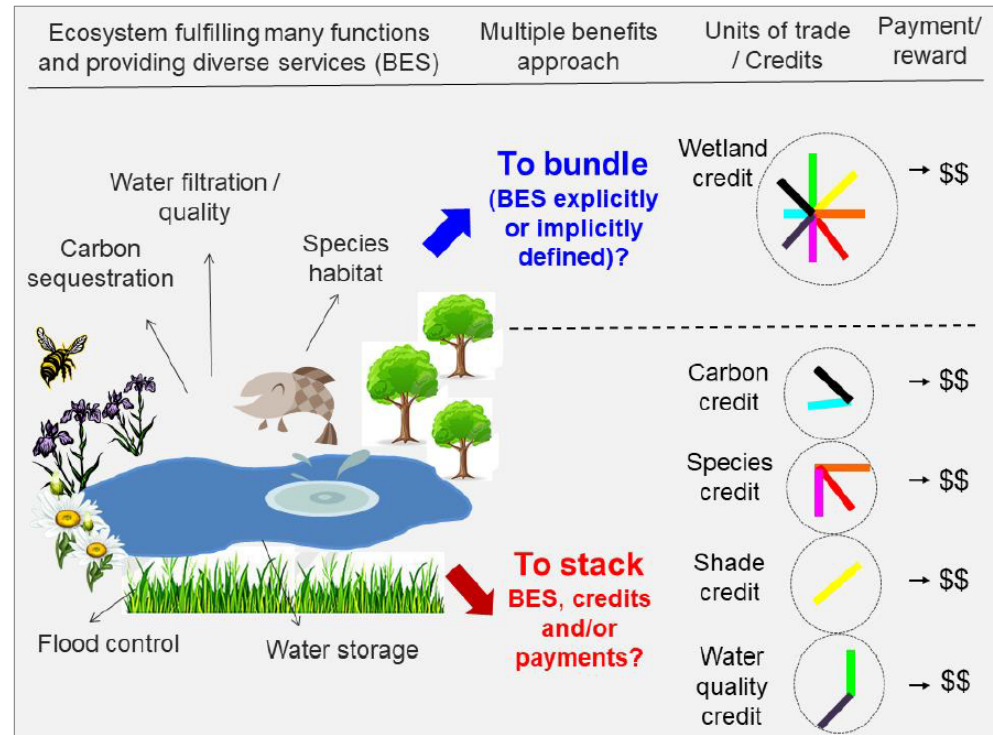 Ecosystem fulfilling many functions
and providing diverse services (BES)
Multiple benefits
approach
Units of trade
/ Credits
Payment/
reward
Water filtration /
quality
Carbon
sequestration
Species
habitat
To bundle
(BES explicitly
or implicitly
defined)?
Wetland
credit
→ $$
Carbon
credit
→ $$
Species
credit
→ $$
To stack
BES, credits
and/or
payments?
Shade
credit
→ $$
Flood control
Water storage
Water
quality
credit
→ $$